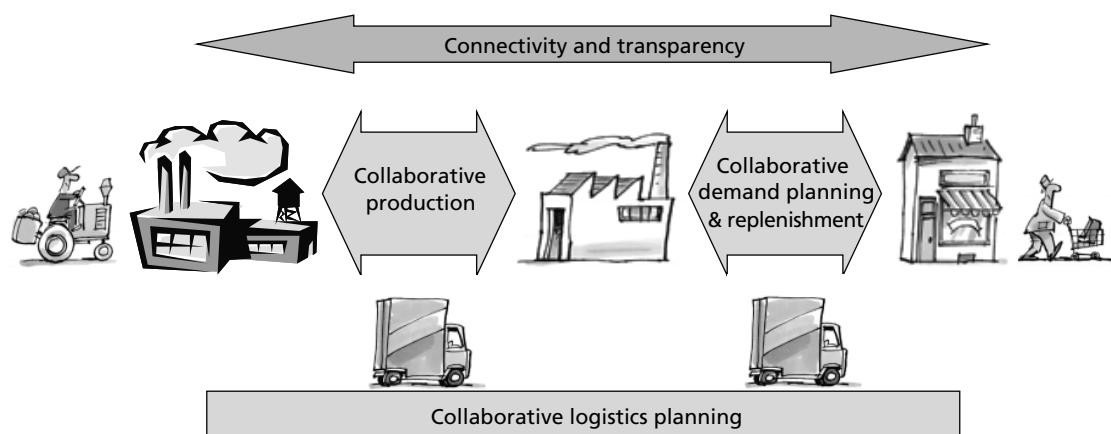 Connectivity and transparency
Collaborative
production
Collaborative
demand planning
& replenishment
Collaborative logistics planning